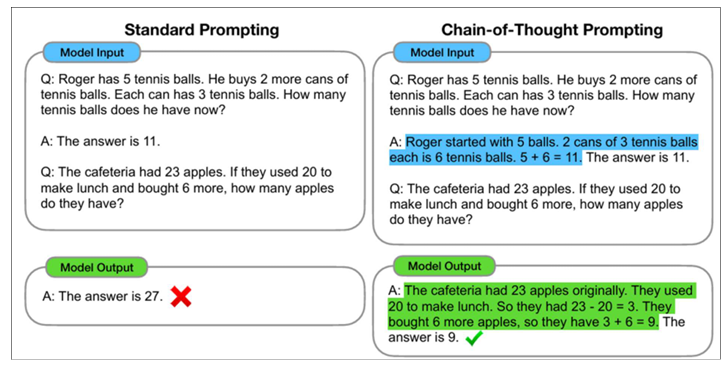 Standard Prompting
Model Input
Q: Roger has 5 tennis balls. He buys 2 more cans of
tennis balls. Each can has 3 tennis balls. How many
tennis balls does he have now?
A: The answer is 11.
Q: The cafeteria had 23 apples. If they used 20 to
make lunch and bought 6 more, how many apples
do they have?
Model Output
A: The answer is 27.
Chain-of-Thought Prompting
Model Input
Q: Roger has 5 tennis balls. He buys 2 more cans of
tennis balls. Each can has 3 tennis balls. How many
tennis balls does he have now?
A: Roger started with 5 balls. 2 cans of 3 tennis balls
each is 6 tennis balls. 5 + 6 = 11. The answer is 11.
Q: The cafeteria had 23 apples. If they used 20 to
make lunch and bought 6 more, how many apples
do they have?
Model Output
A: The cafeteria had 23 apples originally. They used
20 to make lunch. So they had 23 - 20 = 3. They
bought 6 more apples, so they have 3 + 6 = 9. The
answer is 9.